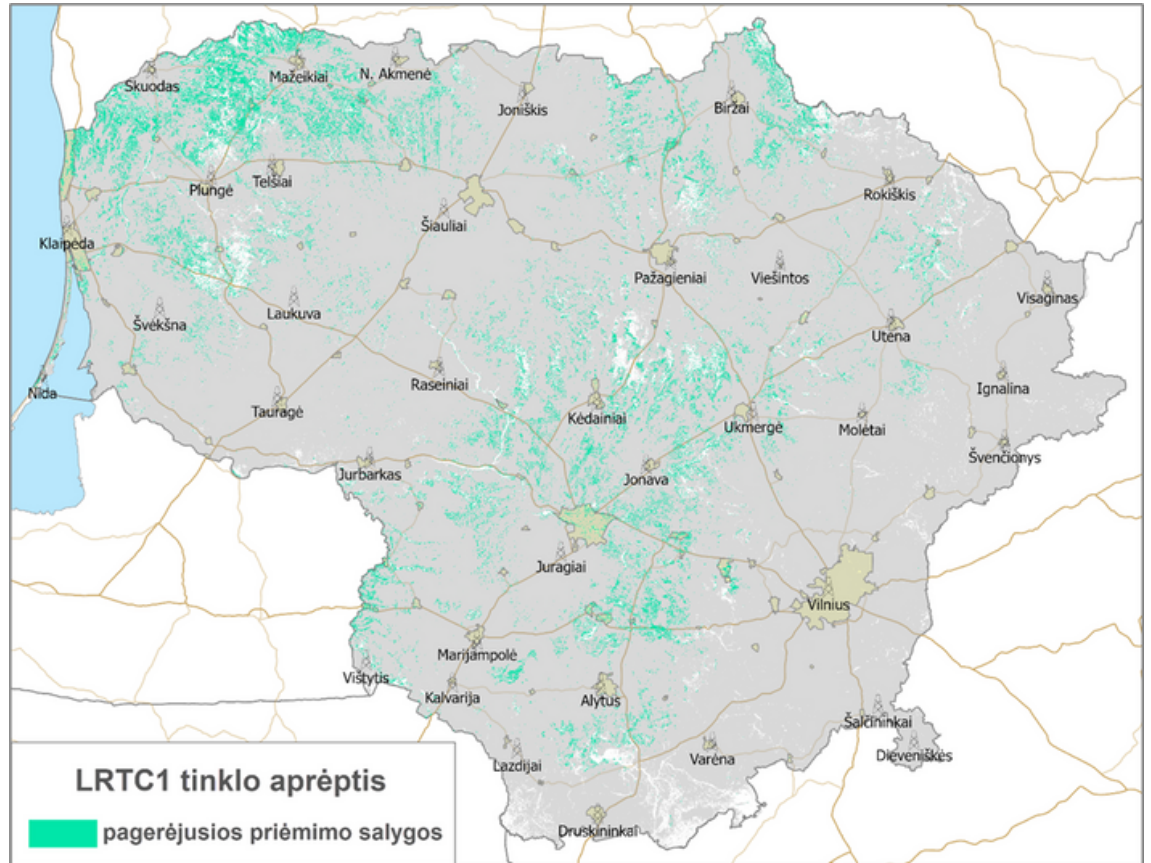 Skuodas
Mažeikiai
N. Akmenė
Joniškis
Biržai
Plungė
Telšiai
Rokiškis
Šiauliai
Klaipėda
Pažagieniai
Viešintos
Visaginas
Švėkšna
Laukuva
Utena
Nida
Raseiniai
Ignalina
Tauragė
Kėdainiai
Ukmergė
Molėtai
Švenčionys
Jurbarkas
Jonava
Juragiai
Vilnius
Marijampolė
Vištytis
Kalvarija
Alytus
Šalčininkai
Dieveniškės
Lazdijai
Varėna
Druskininkai
LRTC1 tinklo aprėptis
pagerėjusios priėmimo salygos